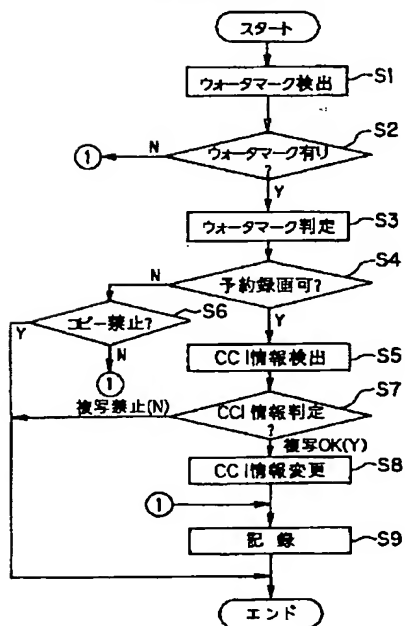 スタート
ウォータマーク検出
S1
S2
ウォータマーク有り
?
N
①
Y
ウォータマーク判定
S3
S4
予約録画可?
N
Y
S6
コピー禁止?
Y
N
①
CCI情報検出
S5
S7
複写禁止(N)
CCI情報判定
?
複写OK(Y)
CCI情報変更
S8
①
記録
S9
エンド